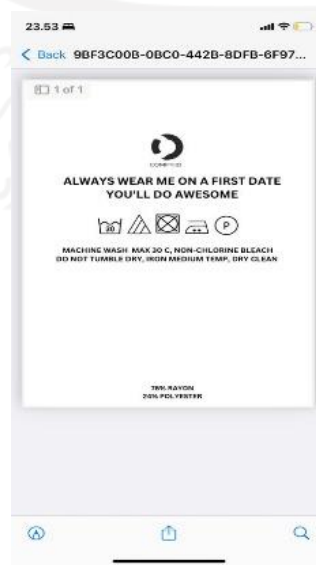 23.53
Back 9BF3C00B-0BC0-442B-8DFB-6F97...
1 of 1
ALWAYS WEAR ME ON A FIRST DATE
YOU'LL DO AWESOME
30 P
MACHINE WASH MAX 30 C, NON-CHLORINE BLEACH
DO NOT TUMBLE DRY, IRON MEDIUM TEMP, DRY CLEAN
76% RAYON
24% POLYESTER